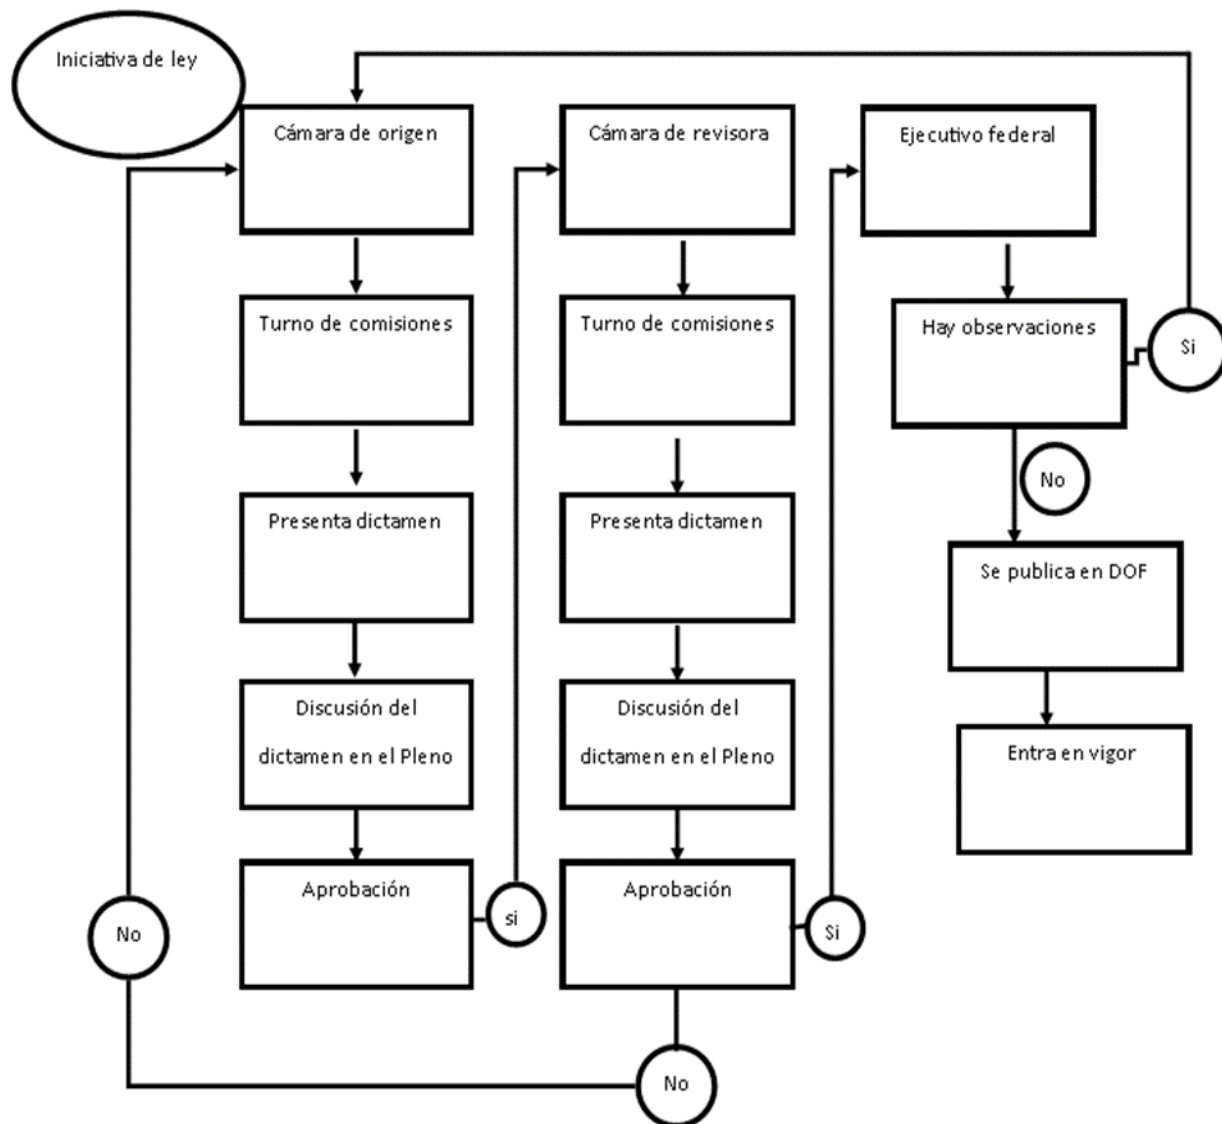 Iniciativa de ley
Cámara de origen
Turno de comisiones
Presenta dictamen
Discusión del
dictamen en el Pleno
Aprobación
si
No
Cámara de revisora
Turno de comisiones
Presenta dictamen
Discusión del
dictamen en el Pleno
Aprobación
Si
No
Ejecutivo federal
Hay observaciones
Si
No
Se publica en DOF
Entra en vigor